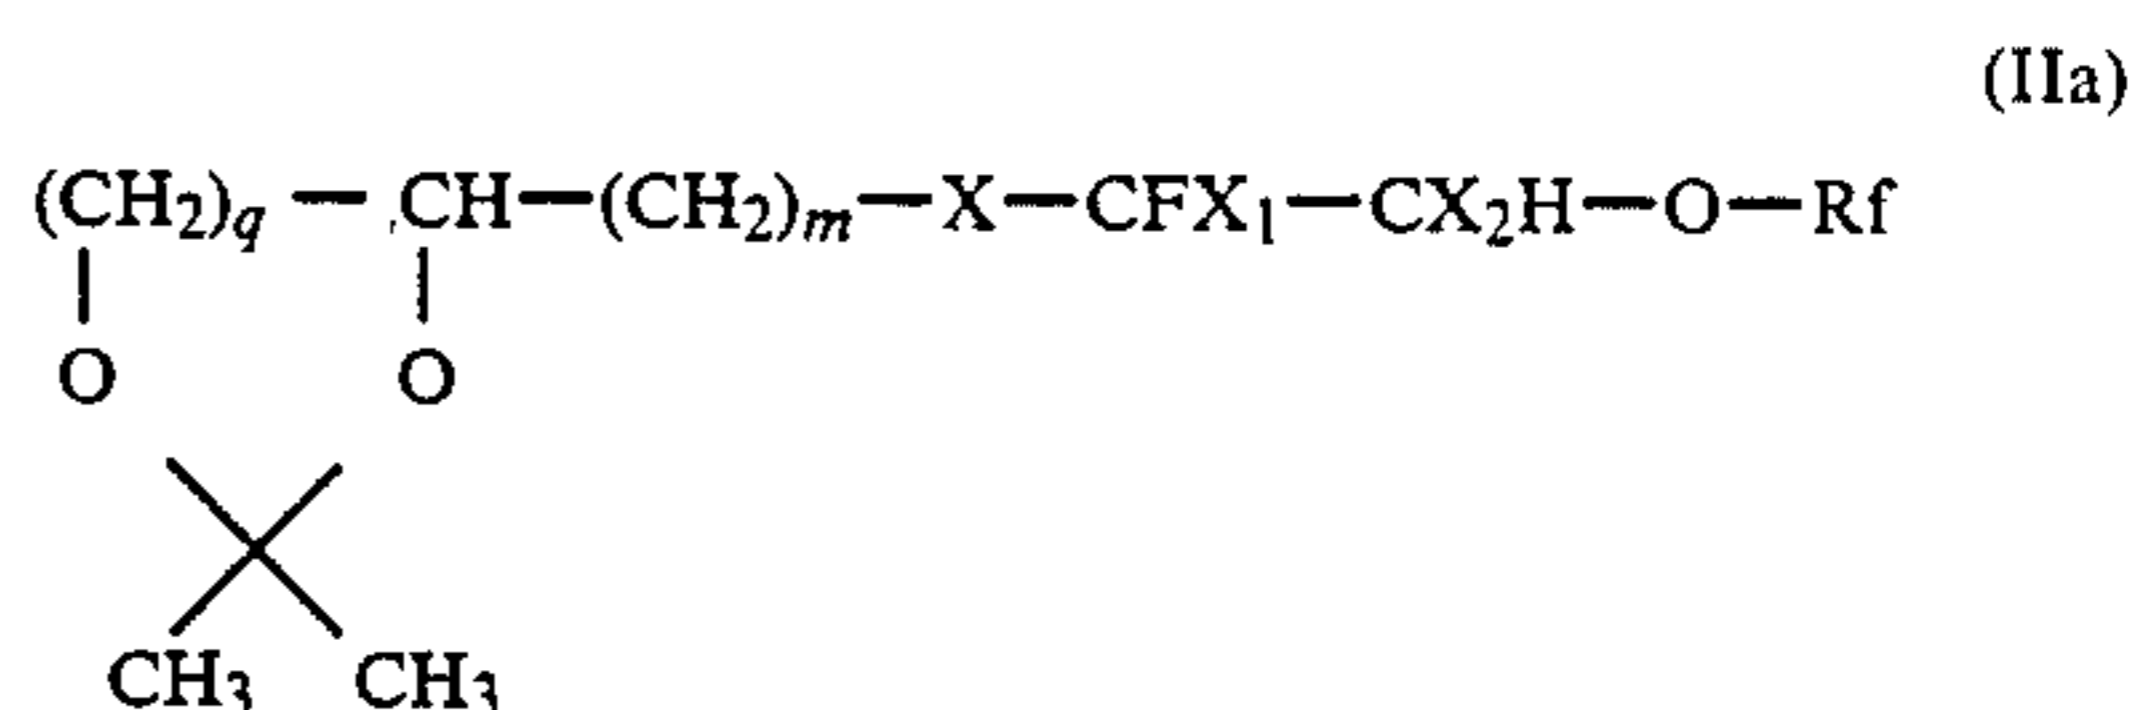 (IIa)
(CH₂)q — CH—(CH₂)m—X—CFX₁—CX₂H—O—Rf
O O
CH₃ CH₃